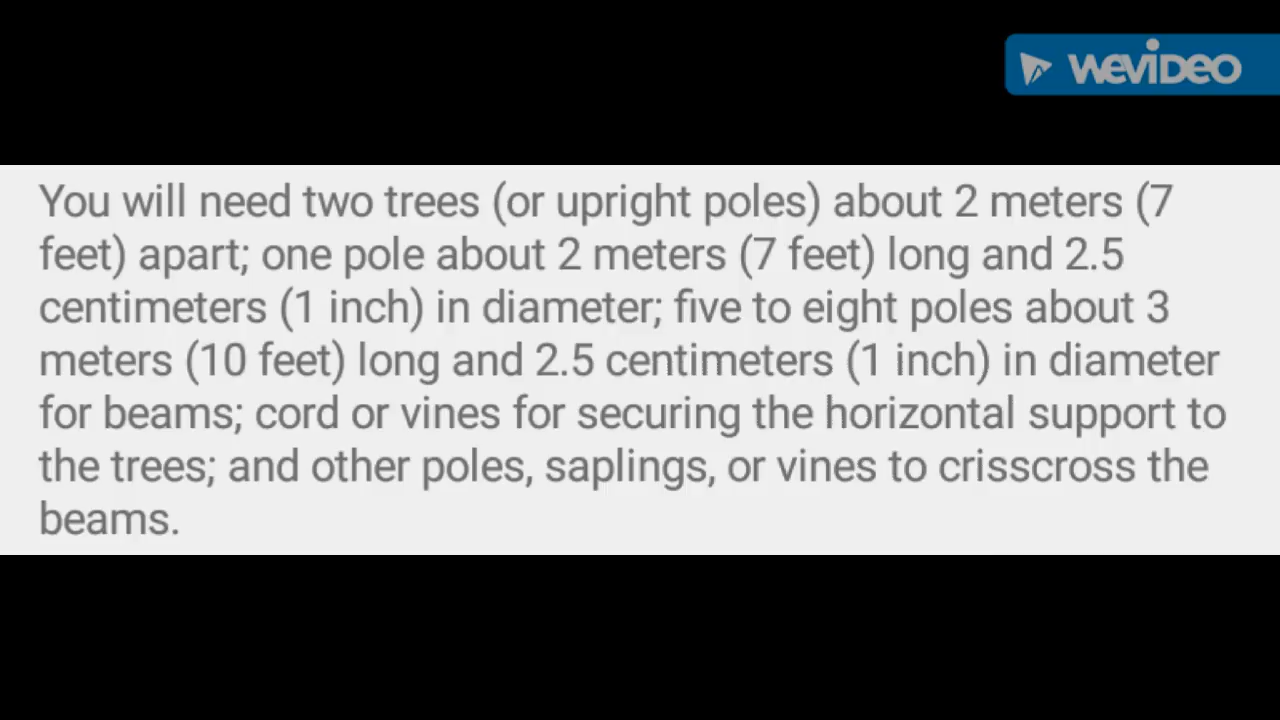 WEVIDEO
You will need two trees (or upright poles) about 2 meters (7
feet) apart; one pole about 2 meters (7 feet) long and 2.5
centimeters (1 inch) in diameter; five to eight poles about 3
meters (10 feet) long and 2.5 centimeters (1 inch) in diameter
for beams; cord or vines for securing the horizontal support to
the trees; and other poles, saplings, or vines to crisscross the
beams.